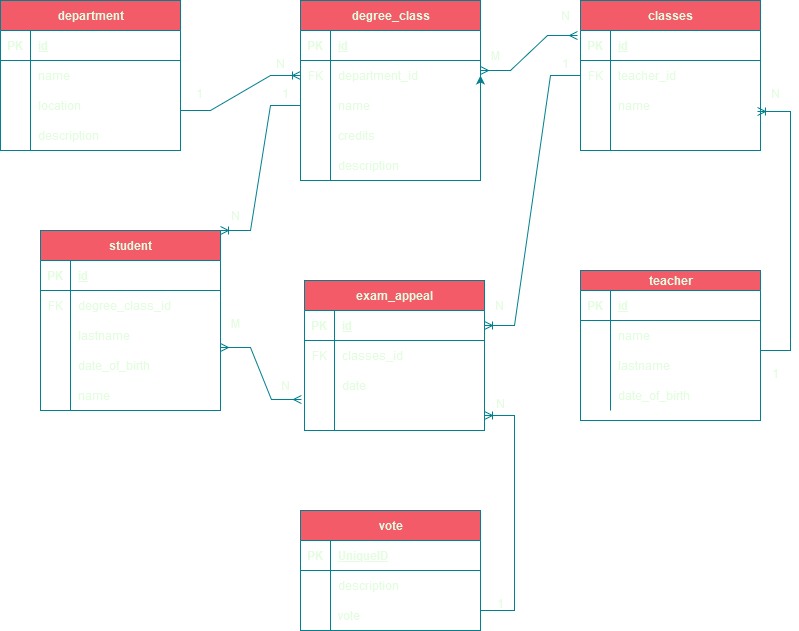 department
PK id
name
location
description
1
N
degree_class
PK id
FK department_id
name
credits
description
1
M
N
classes
PK id
FK teacher_id
name
1
N
student
PK id
FK degree_class_id
lastname
date_of_birth
name
N
M
N
exam_appeal
PK id
FK classes_id
date
N
N
teacher
PK id
name
lastname
date_of_birth
1
vote
PK UniqueID
description
vote
1